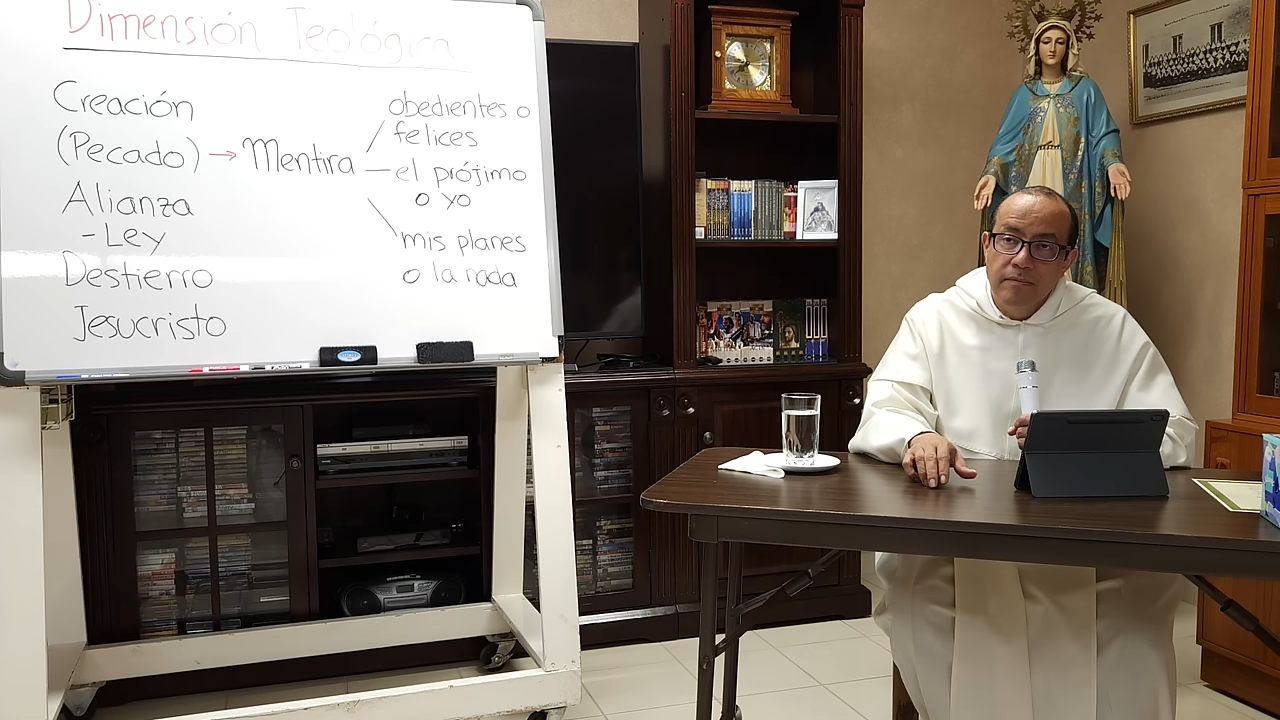 Dimensión Teológica
Creación
(Pecado) → Mentira
Alianza
-Ley
Destierro
Jesucristo
obedientes o
felices
el prójimo
o yo
mis planes
o la nada